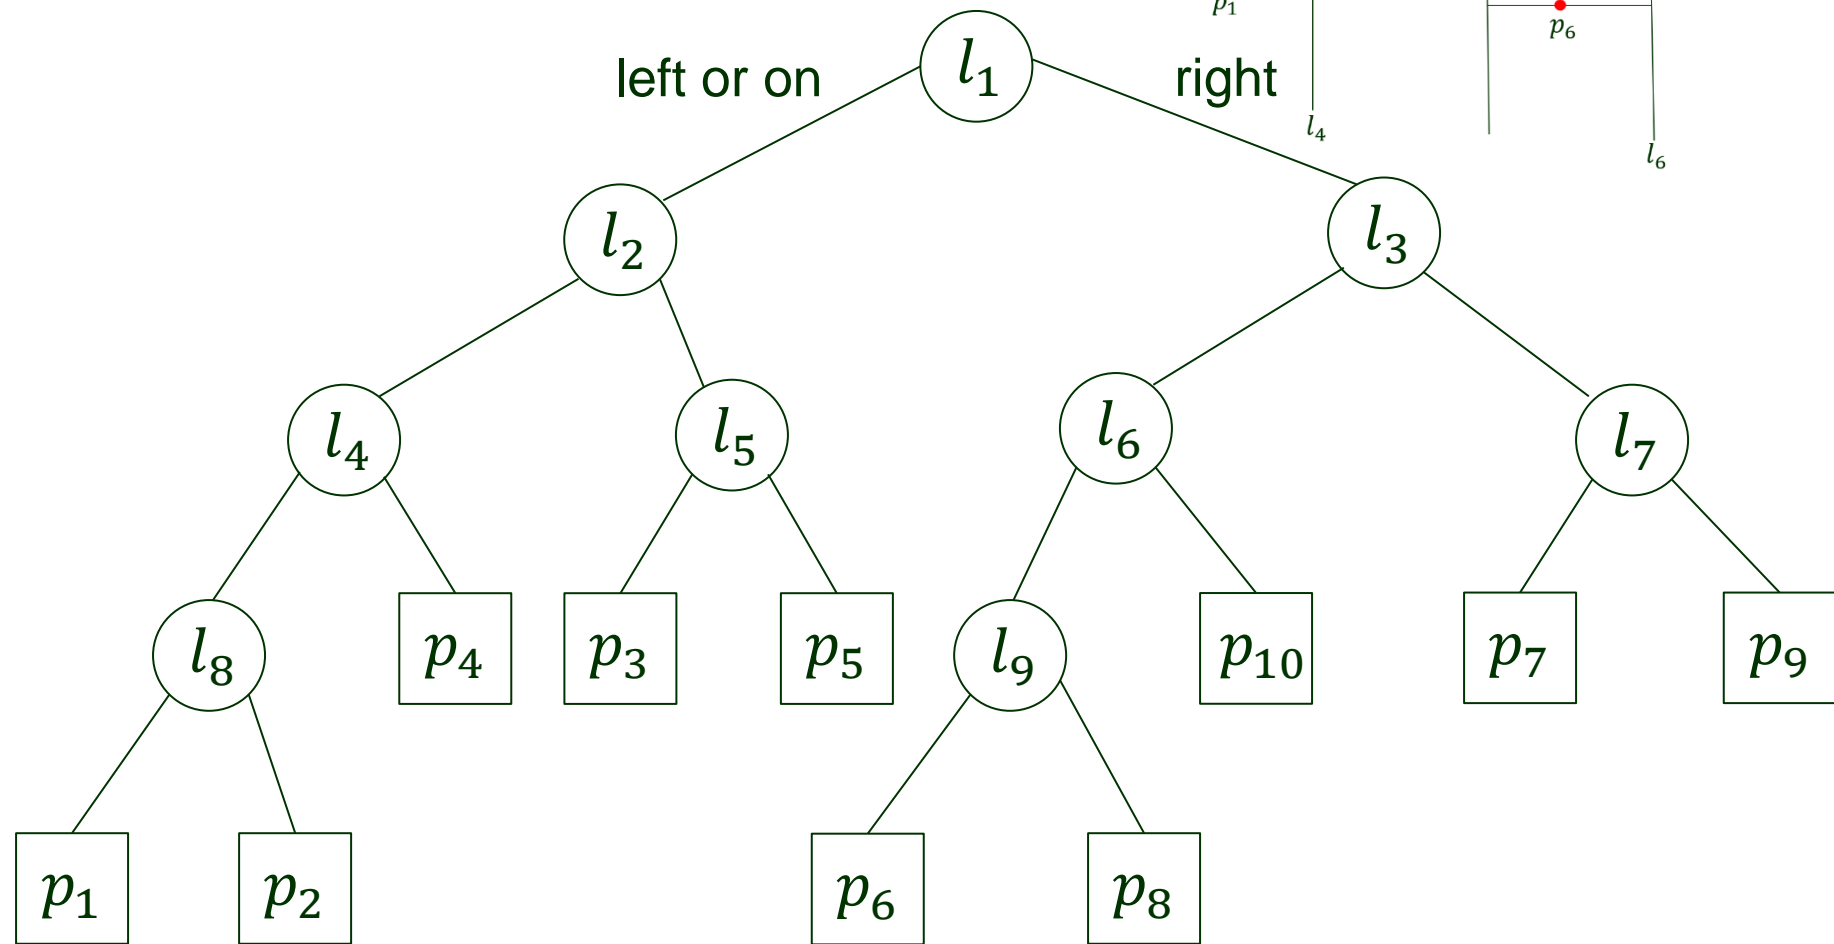 p₁
p₆
left or on
l₁
right
l₄
l₆
l₂
l₃
l₄
l₅
l₆
l₇
l₈
p₄
p₃
p₅
l₉
p₁₀
p₇
p₉
p₁
p₂
p₆
p₈